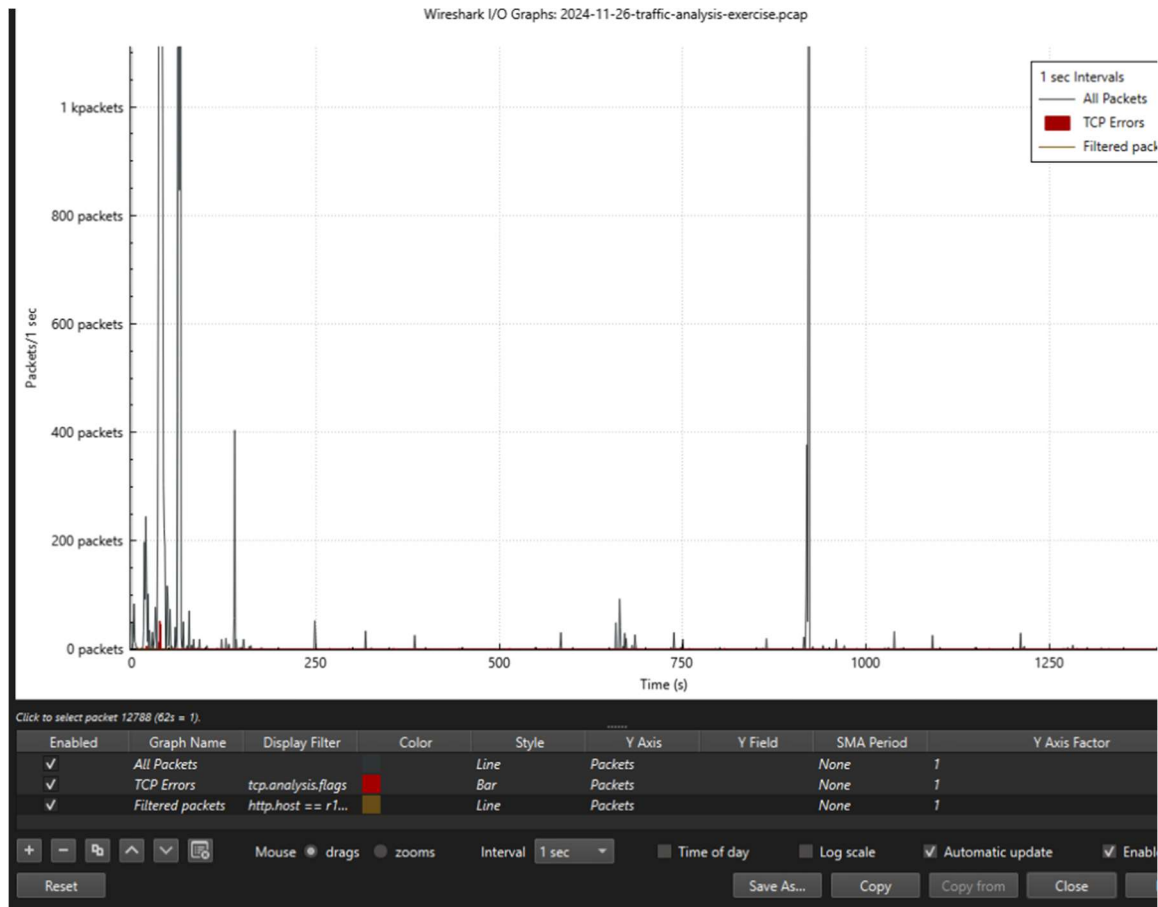 Wireshark I/O Graphs: 2024-11-26-traffic-analysis-exercise.pcap
1 sec Intervals
All Packets
TCP Errors
Filtered pack
1 kpackets
800 packets
600 packets
400 packets
200 packets
0 packets
Packets/1 sec
0 250 500 750 1000 1250
Time (s)
Click to select packet 12788 (62s = 1).
Enabled Graph Name Display Filter Color Style Y Axis Y Field SMA Period Y Axis Factor
All Packets Line Packets None 1
TCP Errors tcp.analysis.flags Bar Packets None 1
Filtered packets http.host == r1... Line Packets None 1
Mouse drags zooms Interval 1 sec Time of day Log scale Automatic update Enabl
Reset Save As... Copy Copy from Close